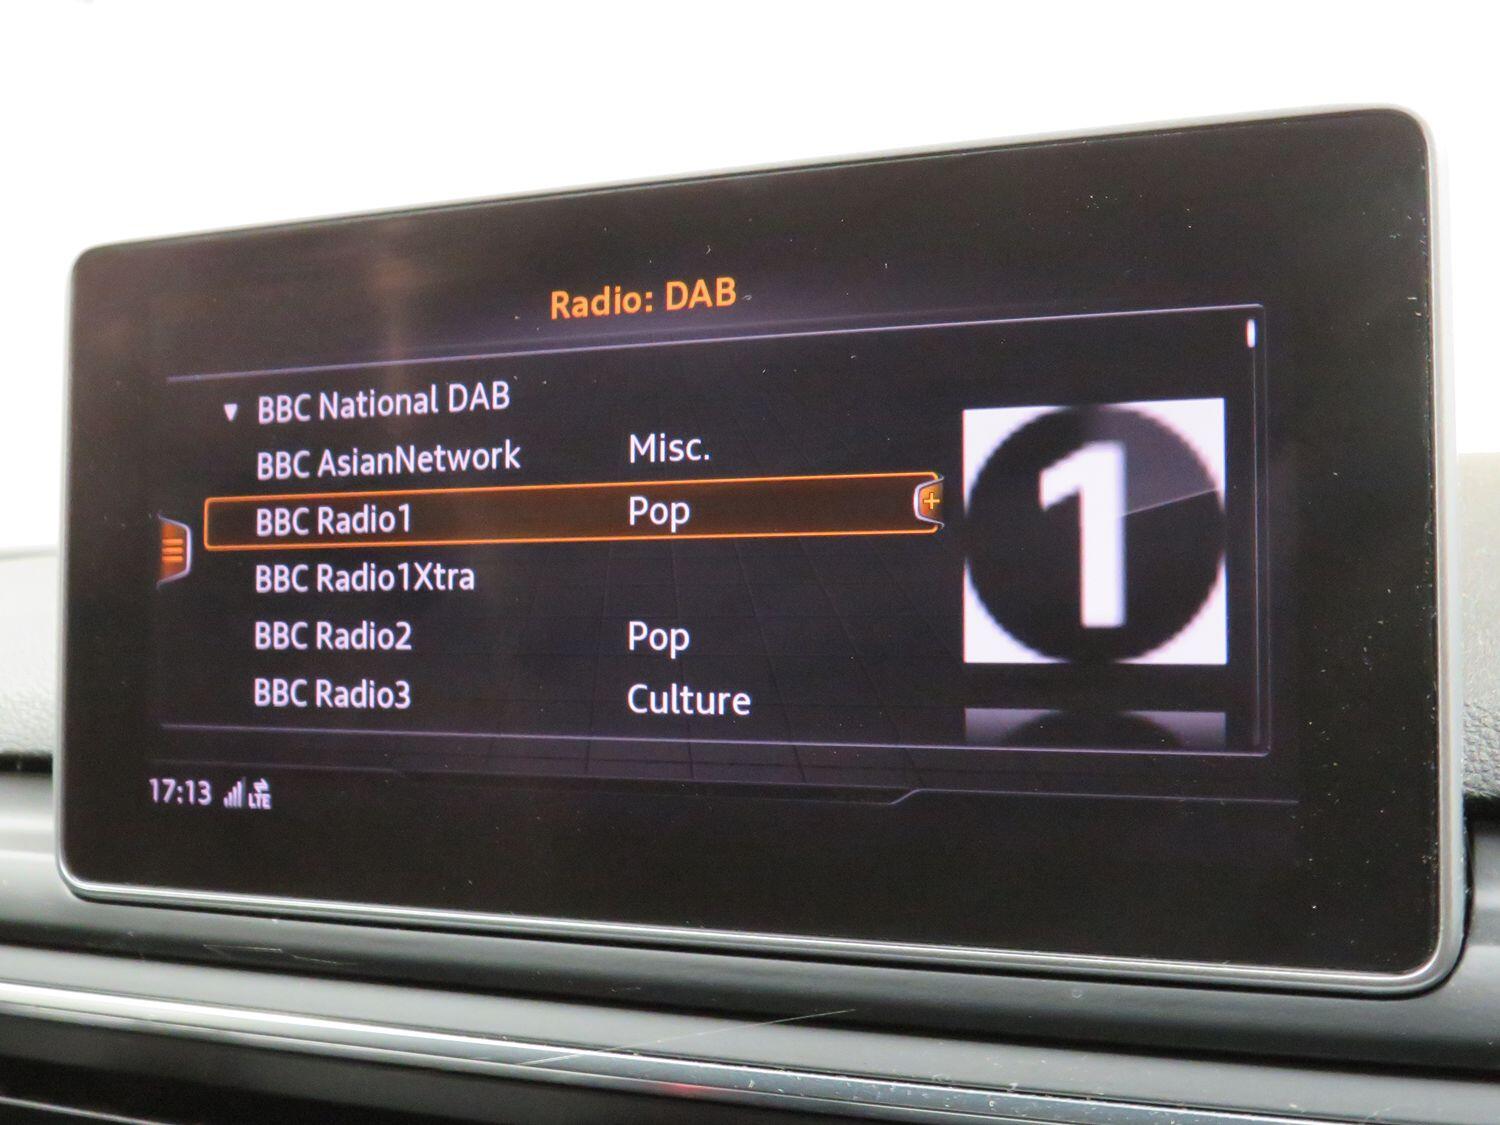 Radio: DAB
BBC National DAB
BBC AsianNetwork Misc.
BBC Radio1 Pop
BBC Radio1Xtra
BBC Radio2 Pop
BBC Radio3 Culture
1
17:13 LTE